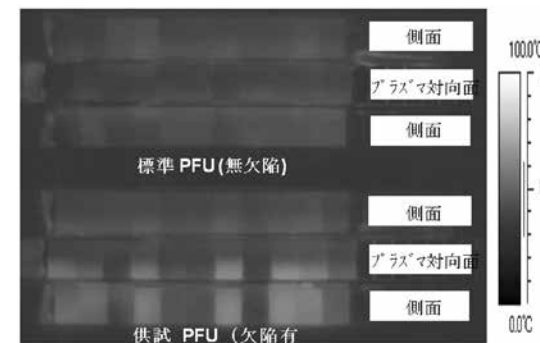 側面
100.0℃
プラズマ対向面
側面
標準 PFU (無欠陥)
側面
プラズマ対向面
側面
0.0℃
供試 PFU (欠陥有